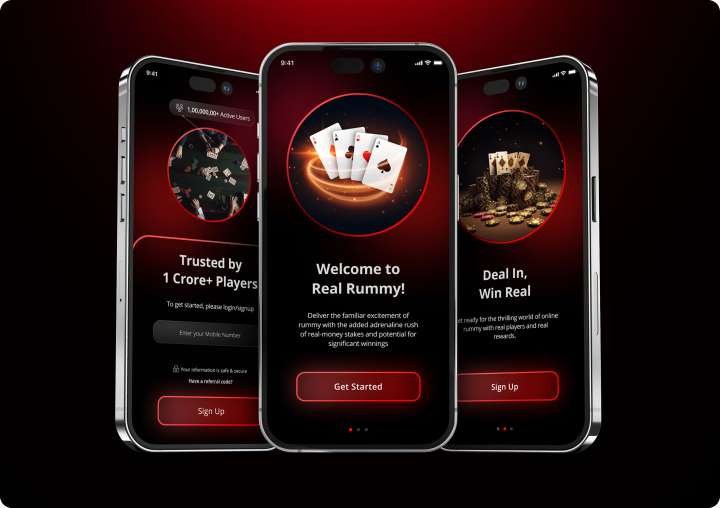 9:41
1,00,000,00+ Active Users
Trusted by
1 Crore+ Players
To get started, please login/signup
Enter your Mobile Number
Your information is safe & secure
Have a referral code?
Sign Up
9:41
Welcome to
Real Rummy!
Deliver the familiar excitement of
rummy with the added adrenaline rush
of real-money stakes and potential for
significant winnings
Get Started
Deal In,
Win Real
ready for the thrilling world of online
rummy with real players and real
rewards.
Sign Up